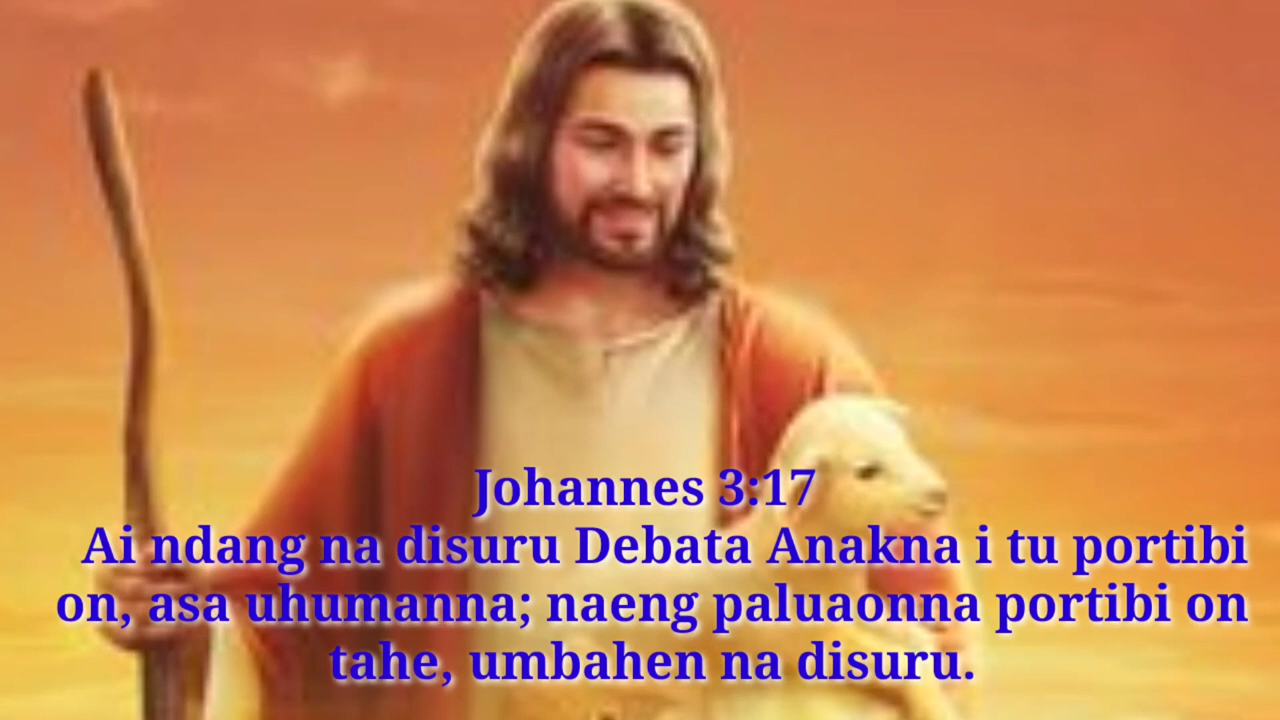 Johannes 3:17
Ai ndang na disuru Debata Anakna i tu portibi
on, asa uhumanna; naeng paluaonna portibi on
tahe, umbahen na disuru.